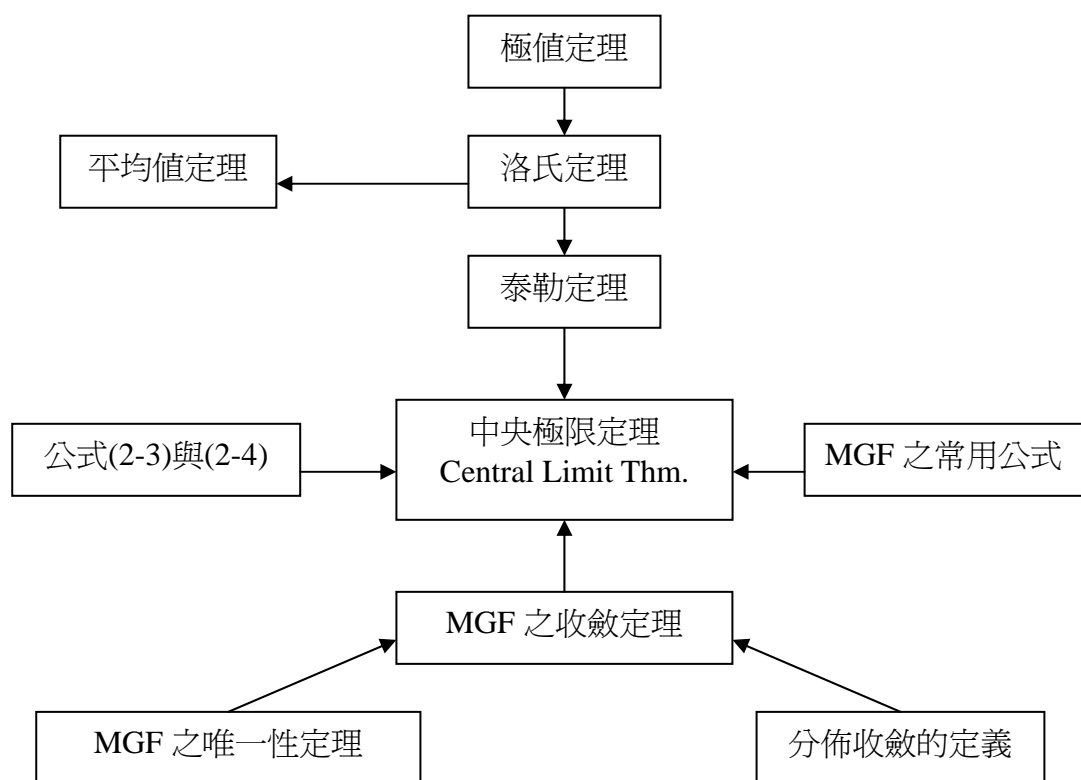 極值定理
平均值定理
洛氏定理
泰勒定理
公式(2-3)與(2-4)
中央極限定理
Central Limit Thm.
MGF 之常用公式
MGF 之收斂定理
MGF 之唯一性定理
分佈收斂的定義